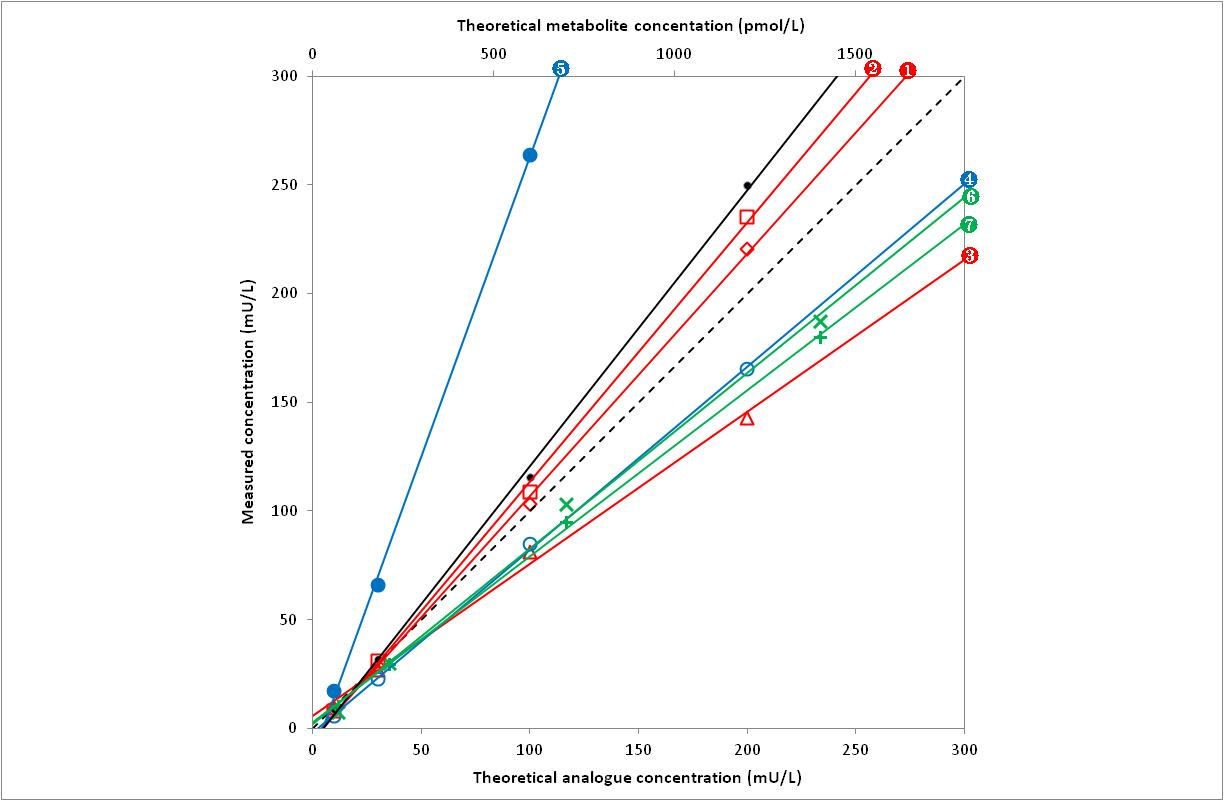 Theoretical metabolite concentration (pmol/L)
0 500 1000 1500
5 2 1
300
250
4
6
7
3
200
150
100
50
0
Measured concentration (mU/L)
0 50 100 150 200 250 300
Theoretical analogue concentration (mU/L)